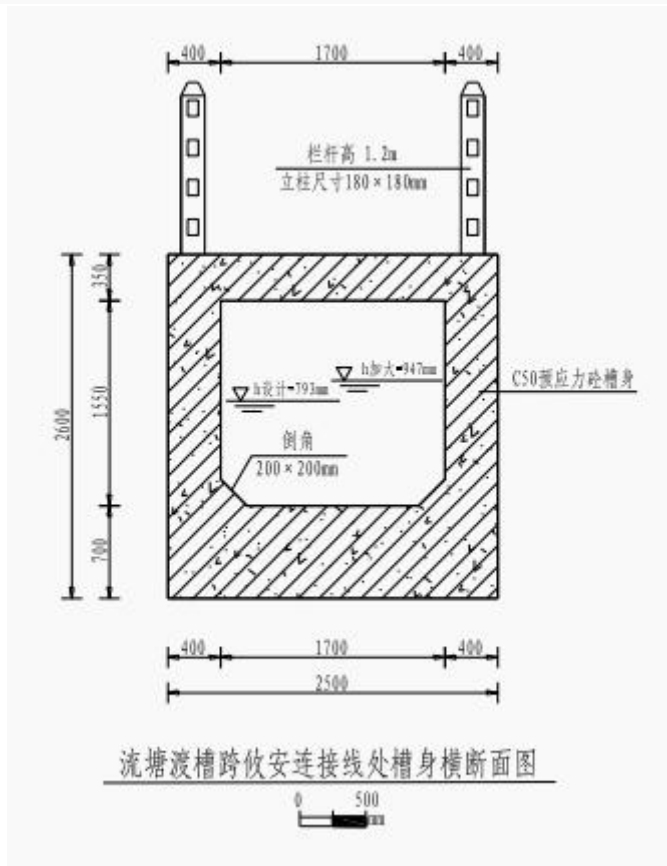 400 1700 400
栏杆高 1.2m
立柱尺寸180×180mm
350
1550
2600
700
h加大=947mm
h设计=793mm
C50预应力砼槽身
倒角
200×200mm
400 1700 400
2500
流塘渡槽跨攸安连接线处槽身横断面图
0 500
mm